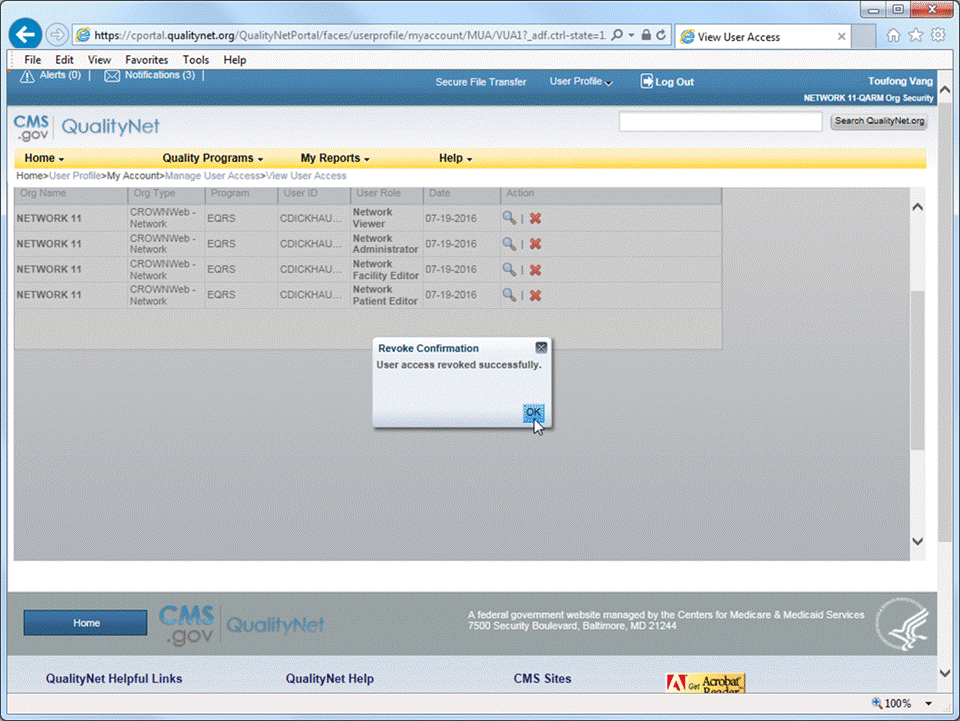 https://cportal.qualitynet.org/QualityNetPortal/faces/userprofile/myaccount/MUA/VUA1?_adf.ctrl-state=1
View User Access
File Edit View Favorites Tools Help
Alerts (0) | Notifications (3) |
Secure File Transfer User Profile Log Out Toufong Vang
NETWORK 11-QARM Org Security
CMS .gov QualityNet
Search QualityNet.org
Home Quality Programs My Reports Help
Home>User Profile>My Account>Manage User Access>View User Access
Org Name Org Type Program User ID User Role Date Action
NETWORK 11 CROWNWeb - Network EQRS CDICKHAU... Network Viewer 07-19-2016 |
NETWORK 11 CROWNWeb - Network EQRS CDICKHAU... Network Administrator 07-19-2016 |
NETWORK 11 CROWNWeb - Network EQRS CDICKHAU... Network Facility Editor 07-19-2016 |
NETWORK 11 CROWNWeb - Network EQRS CDICKHAU... Network Patient Editor 07-19-2016 |
Revoke Confirmation
User access revoked successfully.
OK
Home
CMS .gov QualityNet
A federal government website managed by the Centers for Medicare & Medicaid Services
7500 Security Boulevard, Baltimore, MD 21244
QualityNet Helpful Links QualityNet Help CMS Sites
Get Acrobat
Reader
100%